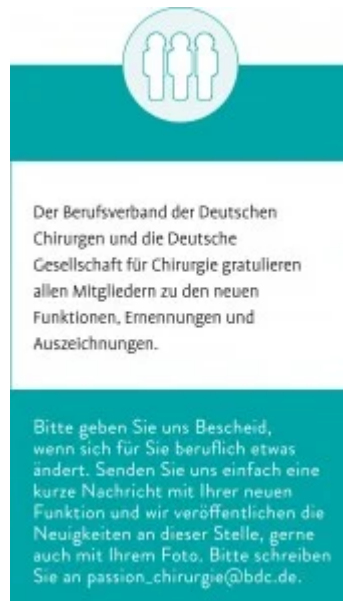 Der Berufsverband der Deutschen
Chirurgen und die Deutsche
Gesellschaft für Chirurgie gratulieren
allen Mitgliedern zu den neuen
Funktionen, Ernennungen und
Auszeichnungen.
Bitte geben Sie uns Bescheid,
wenn sich für Sie beruflich etwas
ändert. Senden Sie uns einfach eine
kurze Nachricht mit Ihrer neuen
Funktion und wir veröffentlichen die
Neuigkeiten an dieser Stelle, gerne
auch mit Ihrem Foto. Bitte schreiben
Sie an passion_chirurgie@bdc.de.